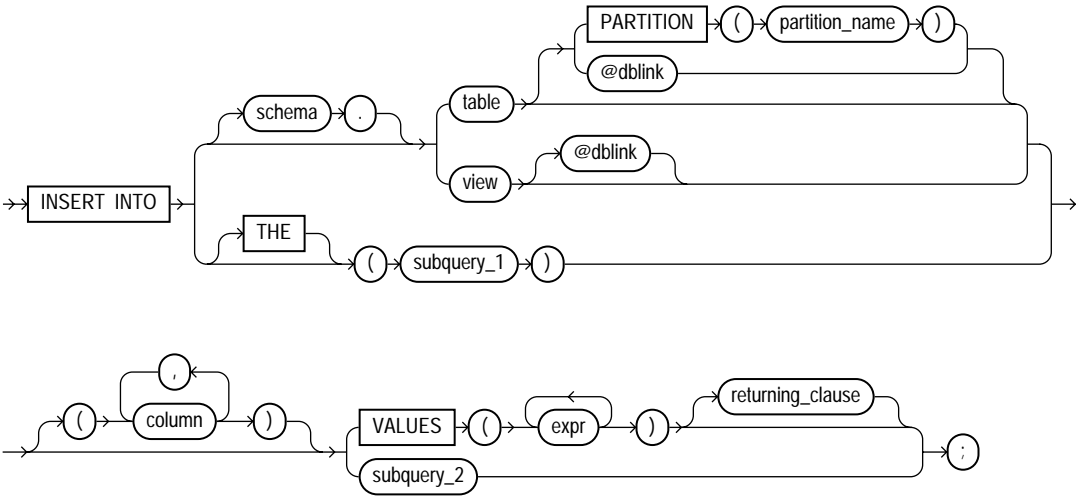 PARTITION ( partition_name )
@dblink
schema .
table
@dblink
view
INSERT INTO
THE
( subquery_1 )
,
returning_clause
( column )
VALUES ( expr )
;
subquery_2